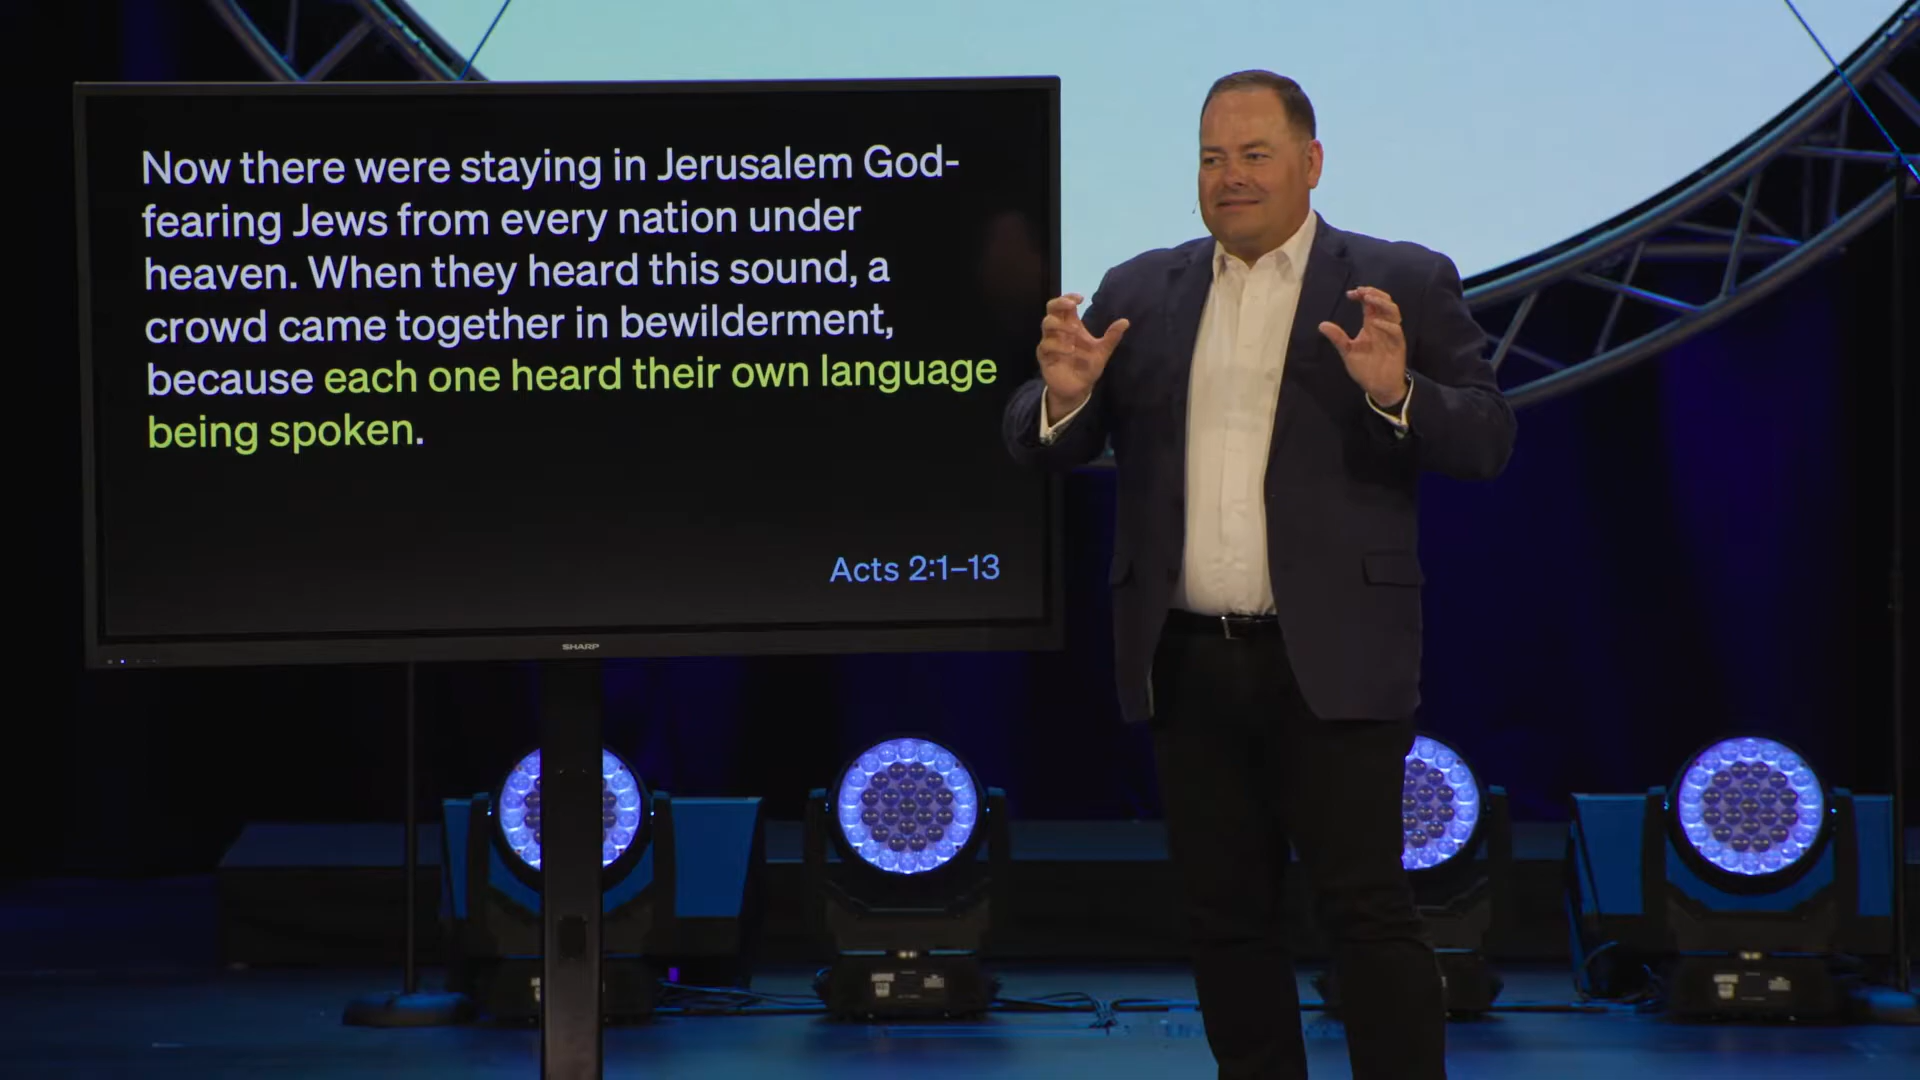 Now there were staying in Jerusalem God-
fearing Jews from every nation under
heaven. When they heard this sound, a
crowd came together in bewilderment,
because each one heard their own language
being spoken.
Acts 2:1–13
SHARP